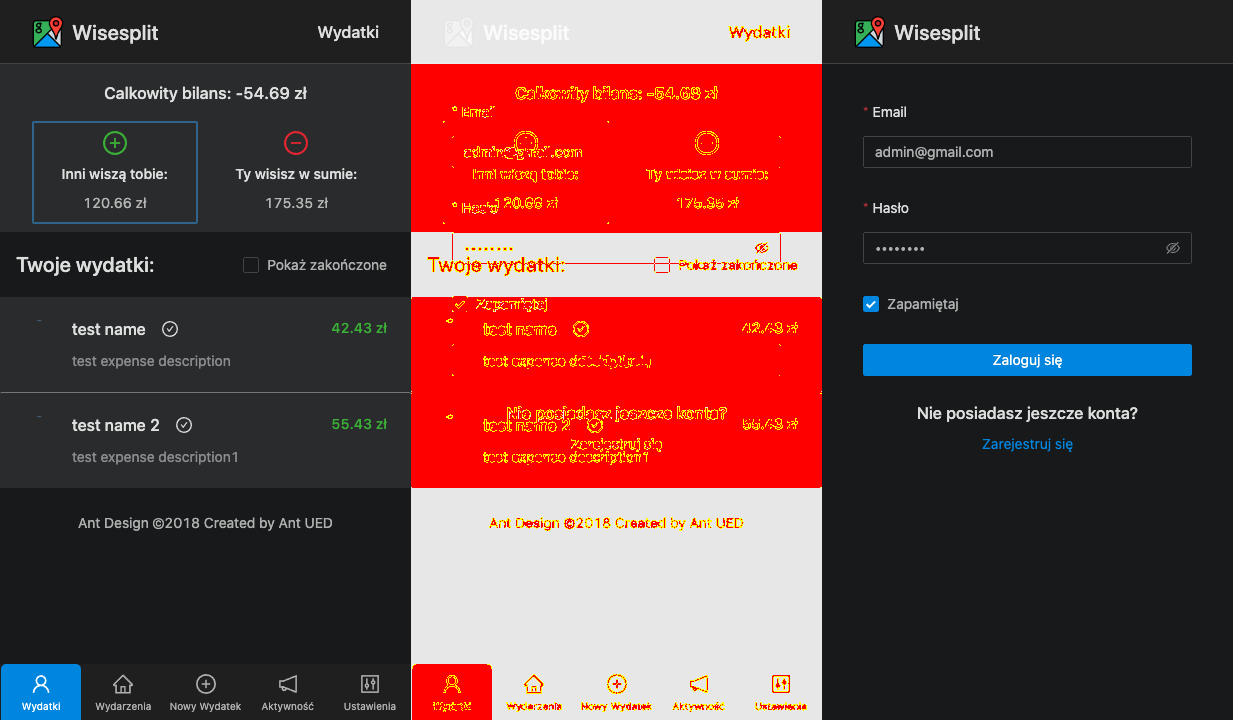 Wisesplit
Wydatki
Całkowity bilans: -54.69 zł
Inni wiszą tobie:
120.66 zł
Ty wisisz w sumie:
175.35 zł
Twoje wydatki:
Pokaż zakończone
test name
42.43 zł
test expense description
test name 2
55.43 zł
test expense description1
Ant Design ©2018 Created by Ant UED
Wydatki
Wydarzenia
Nowy Wydatek
Aktywność
Ustawienia
Wisesplit
Wydatki
Całkowity bilans: -54.69 zł
* Email
admin@gmail.com
Inni wiszą tobie:
Ty wisisz w sumie:
* Hasło
120.66 zł
175.35 zł
Twoje wydatki:
Pokaż zakończone
Zapamiętaj
test name
42.43 zł
Nie posiadasz jeszcze konta?
test name 2
55.43 zł
Zarejestruj się
test expense description1
Ant Design ©2018 Created by Ant UED
Wydatki
Wydarzenia
Nowy Wydatek
Aktywność
Ustawienia
Wisesplit
* Email
admin@gmail.com
* Hasło
••••••••
Zapamiętaj
Zaloguj się
Nie posiadasz jeszcze konta?
Zarejestruj się